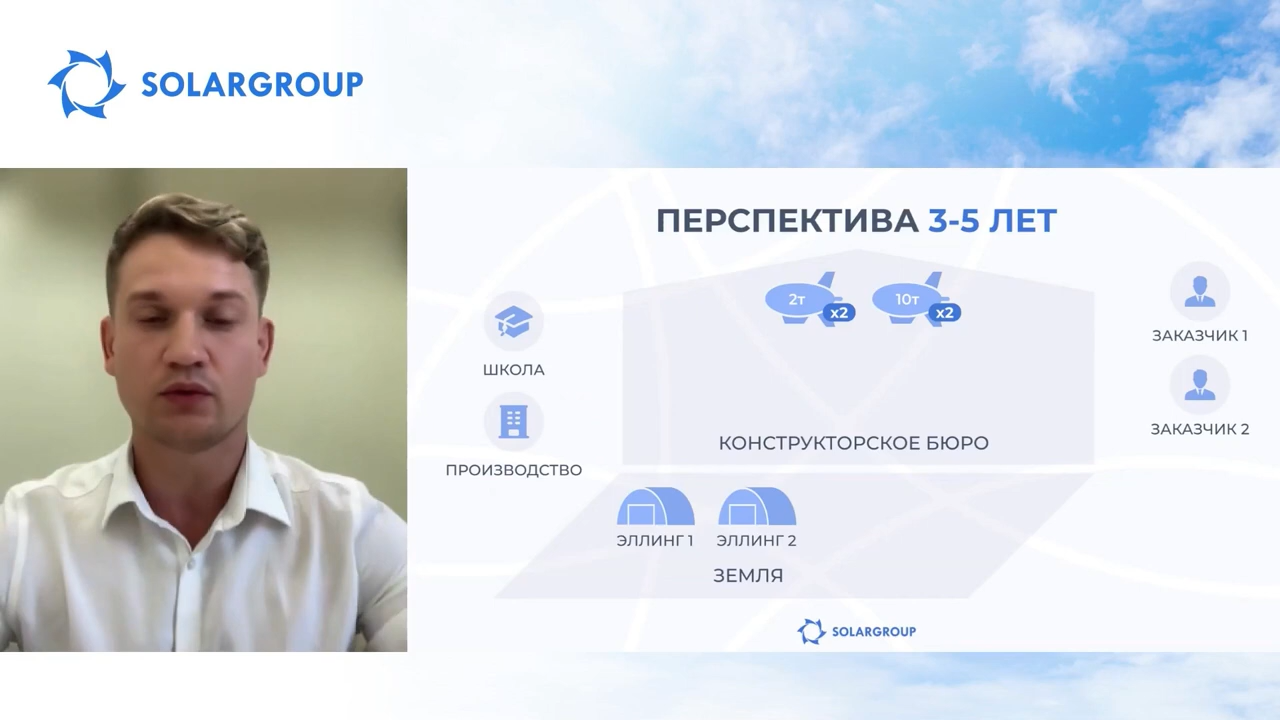 SOLARGROUP
ПЕРСПЕКТИВА 3-5 ЛЕТ
2т
x2
10т
x2
ШКОЛА
ПРОИЗВОДСТВО
ЗАКАЗЧИК 1
ЗАКАЗЧИК 2
КОНСТРУКТОРСКОЕ БЮРО
ЭЛЛИНГ 1
ЭЛЛИНГ 2
ЗЕМЛЯ
SOLARGROUP